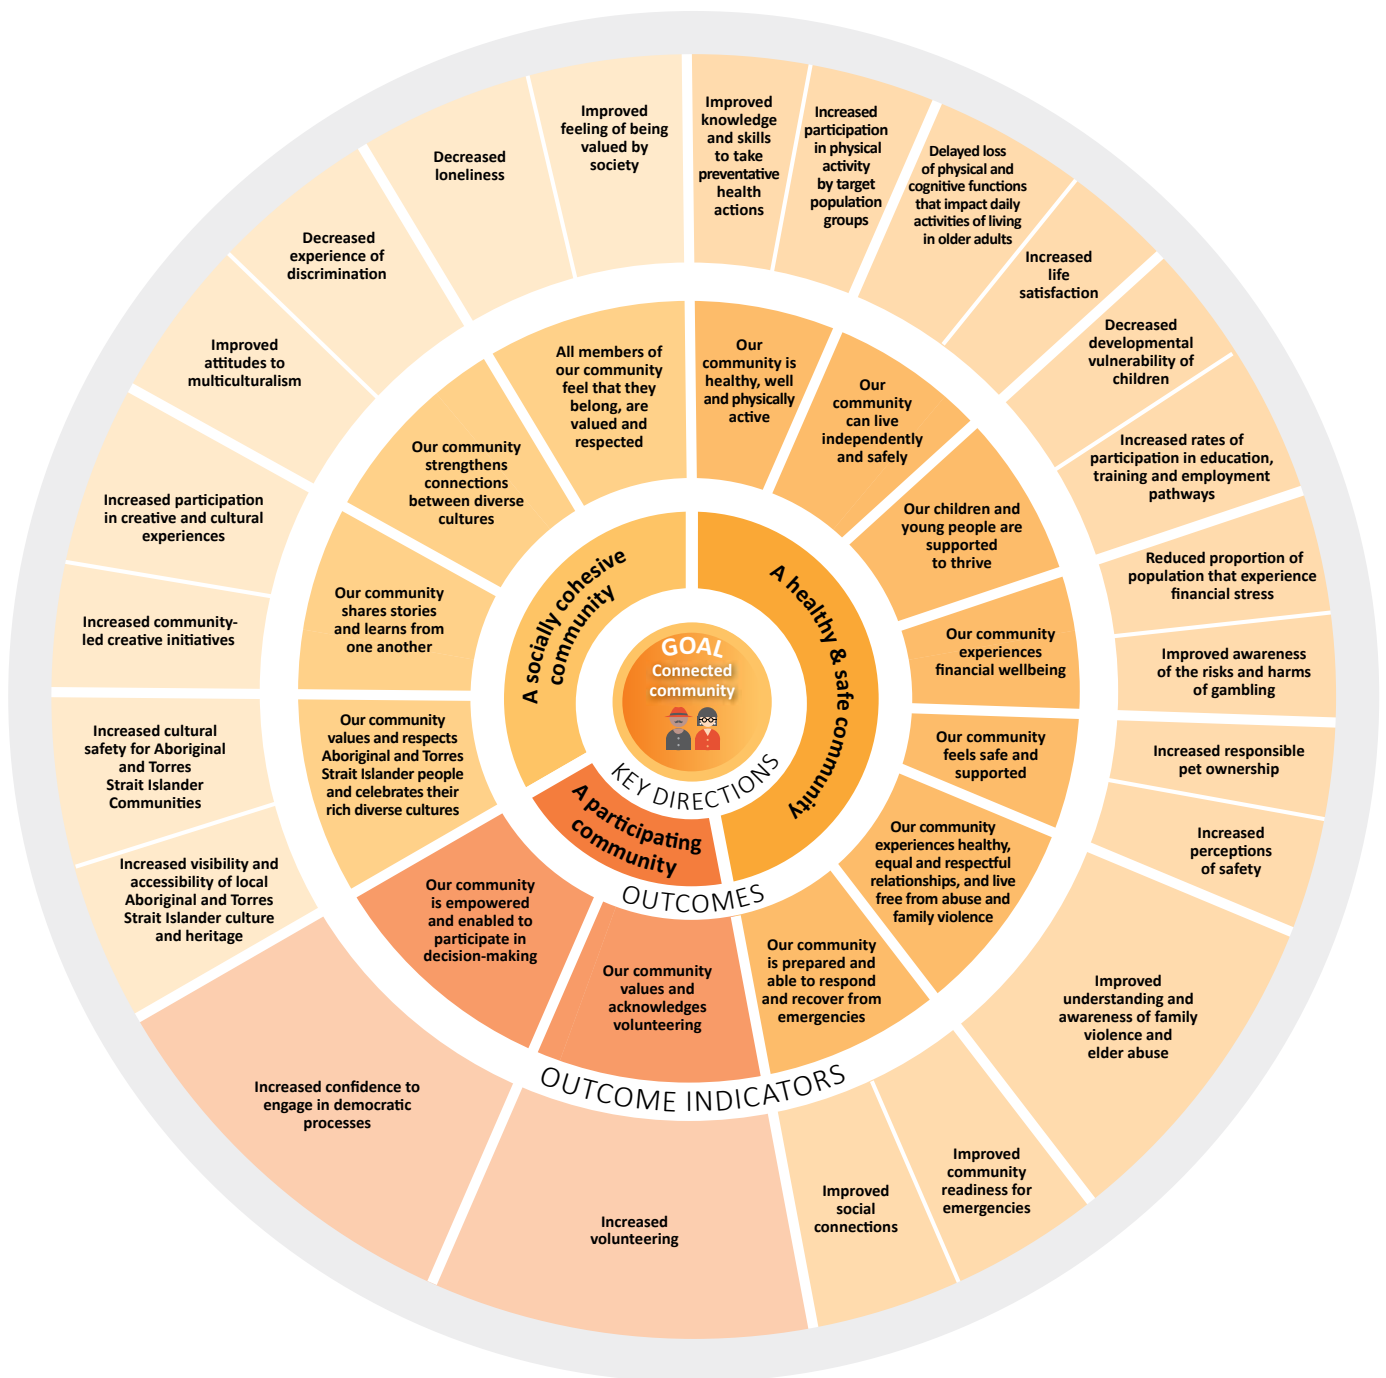 GOAL
Connected
community
KEY DIRECTIONS
A healthy & safe community
A participating
community
A socially cohesive
community
OUTCOMES
Our
community is
healthy, well
and physically
active
Our
community
can live
independently
and safely
Our children and
young people are
supported
to thrive
Our community
experiences
financial wellbeing
Our community
feels safe and
supported
Our community
experiences healthy,
equal and respectful
relationships, and live
free from abuse and
family violence
Our community
is prepared and
able to respond
and recover from
emergencies
Our community
values and
acknowledges
volunteering
Our community
is empowered
and enabled to
participate in
decision-making
Our community
values and respects
Aboriginal and Torres
Strait Islander people
and celebrates their
rich diverse cultures
Our community
shares stories
and learns from
one another
Our community
strengthens
connections
between diverse
cultures
All members of
our community
feel that they
belong, are
valued and
respected
OUTCOME INDICATORS
Improved
knowledge
and skills
to take
preventative
health
actions
Increased
participation
in physical
activity
by target
population
groups
Delayed loss
of physical and
cognitive functions
that impact daily
activities of living
in older adults
Increased
life
satisfaction
Decreased
developmental
vulnerability of
children
Increased rates of
participation in education,
training and employment
pathways
Reduced proportion of
population that experience
financial stress
Improved awareness
of the risks and harms
of gambling
Increased responsible
pet ownership
Increased
perceptions
of safety
Improved
understanding and
awareness of family
violence and
elder abuse
Improved
community
readiness for
emergencies
Improved
social
connections
Increased
volunteering
Increased confidence to
engage in democratic
processes
Increased visibility and
accessibility of local
Aboriginal and Torres
Strait Islander culture
and heritage
Increased cultural
safety for Aboriginal
and Torres
Strait Islander
Communities
Increased community-
led creative initiatives
Increased participation
in creative and cultural
experiences
Improved
attitudes to
multiculturalism
Decreased
experience of
discrimination
Decreased
loneliness
Improved
feeling of being
valued by
society